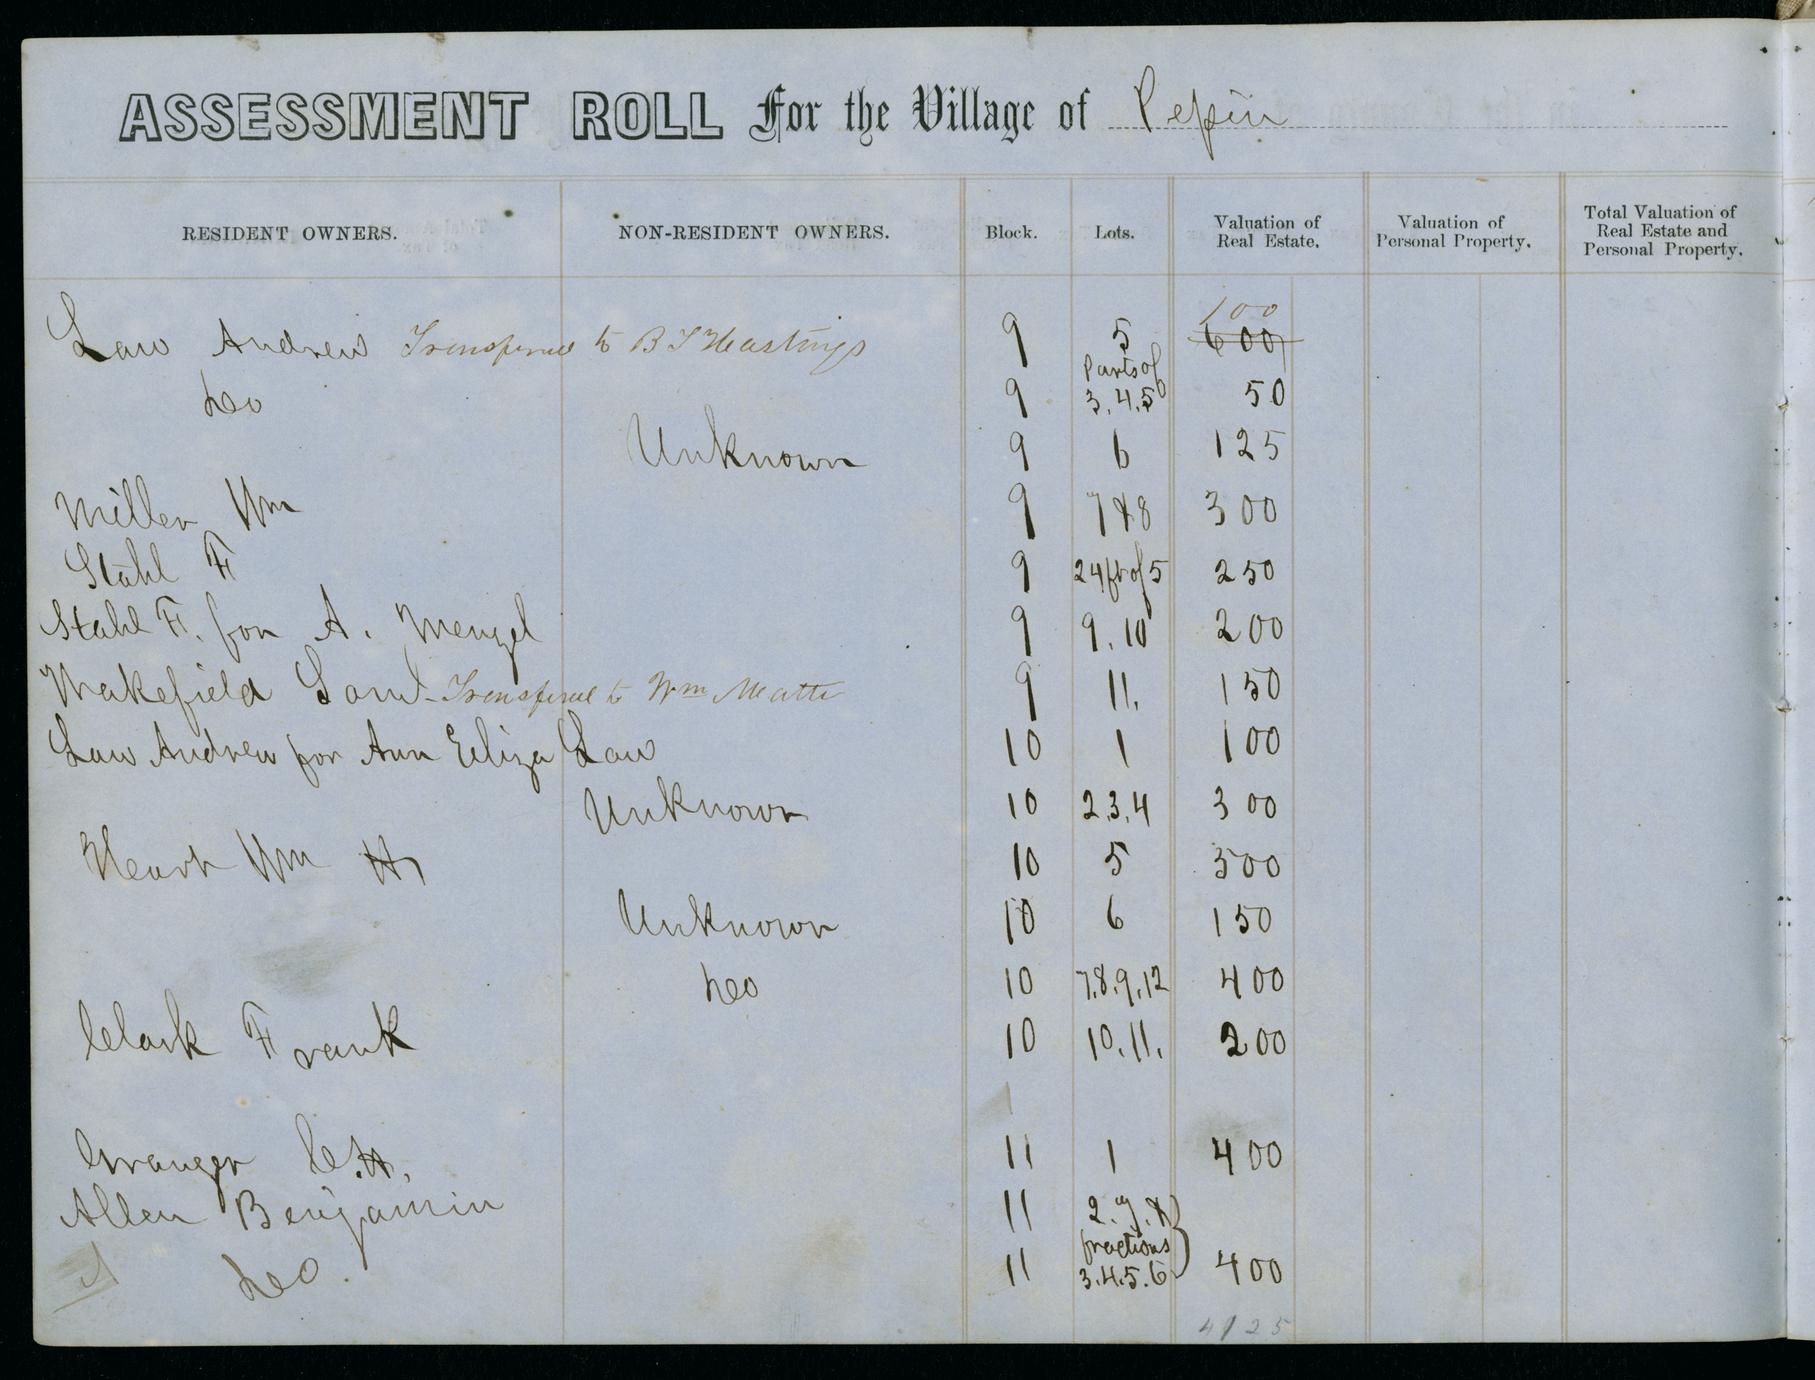 ASSESSMENT ROLL For the Village of Pepin
RESIDENT OWNERS. NON-RESIDENT OWNERS. Block. Lots. Valuation of Real Estate. Valuation of Personal Property. Total Valuation of Real Estate and Personal Property.
100
Law Andrew Transferred to B F Hastings 9 5 600
Do 9 Parts of 3.4.5 50
Unknown 9 6 125
Miller Wm 9 7 & 8 300
Stahl F 9 24 ft of 5 250
Stahl F. for A. Menzel 9 9.10 200
Wakefield Saml Transferred to Wm 9 11. 150
Law Andrew for Ann Eliza Law 10 1 100
Unknown 10 2.3.4 300
Wm H 10 5 500
Unknown 10 6 150
Do 10 7.8.9.12 400
Clark Frank 10 10.11. 200
Granger C.H. 11 1 400
Allen Benjamin 11 2. 7. &
Do. 11 fractions 3.4.5.6 400
4125